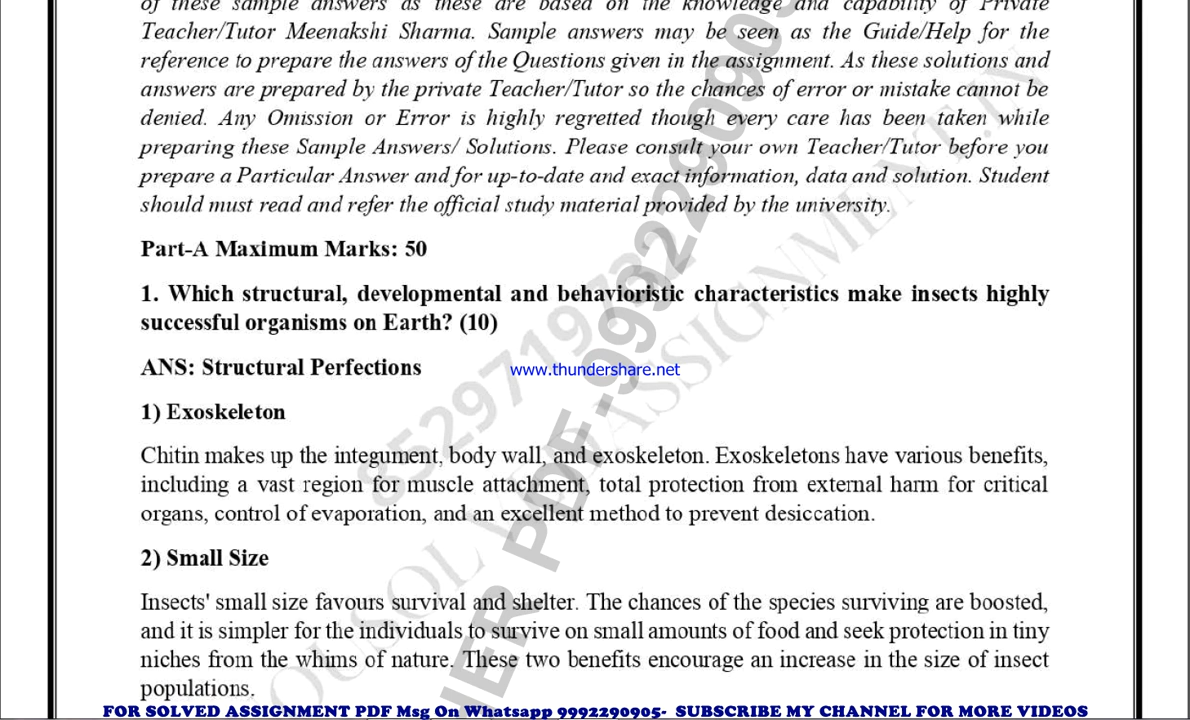 of these sample answers as these are based on the knowledge and capability of Private
Teacher/Tutor Meenakshi Sharma. Sample answers may be seen as the Guide/Help for the
reference to prepare the answers of the Questions given in the assignment. As these solutions and
answers are prepared by the private Teacher/Tutor so the chances of error or mistake cannot be
denied. Any Omission or Error is highly regretted though every care has been taken while
preparing these Sample Answers/ Solutions. Please consult your own Teacher/Tutor before you
prepare a Particular Answer and for up-to-date and exact information, data and solution. Student
should must read and refer the official study material provided by the university.
Part-A Maximum Marks: 50
1. Which structural, developmental and behavioristic characteristics make insects highly
successful organisms on Earth? (10)
ANS: Structural Perfections
www.thundershare.net
1) Exoskeleton
Chitin makes up the integument, body wall, and exoskeleton. Exoskeletons have various benefits,
including a vast region for muscle attachment, total protection from external harm for critical
organs, control of evaporation, and an excellent method to prevent desiccation.
2) Small Size
Insects' small size favours survival and shelter. The chances of the species surviving are boosted,
and it is simpler for the individuals to survive on small amounts of food and seek protection in tiny
niches from the whims of nature. These two benefits encourage an increase in the size of insect
populations.
FOR SOLVED ASSIGNMENT PDF Msg On Whatsapp 9992290905- SUBSCRIBE MY CHANNEL FOR MORE VIDEOS